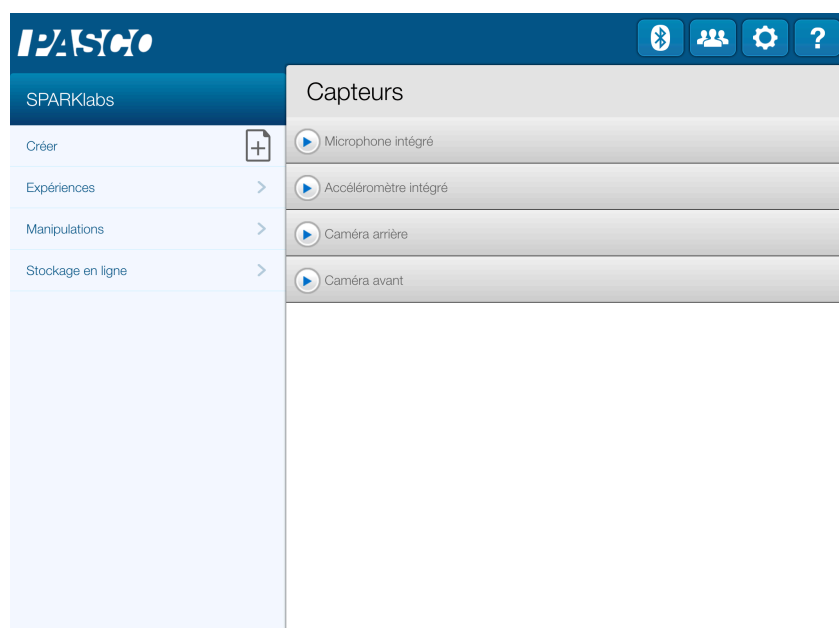 PASCO
?
SPARKlabs
Créer
Expériences
Manipulations
Stockage en ligne
Capteurs
Microphone intégré
Accéléromètre intégré
Caméra arrière
Caméra avant